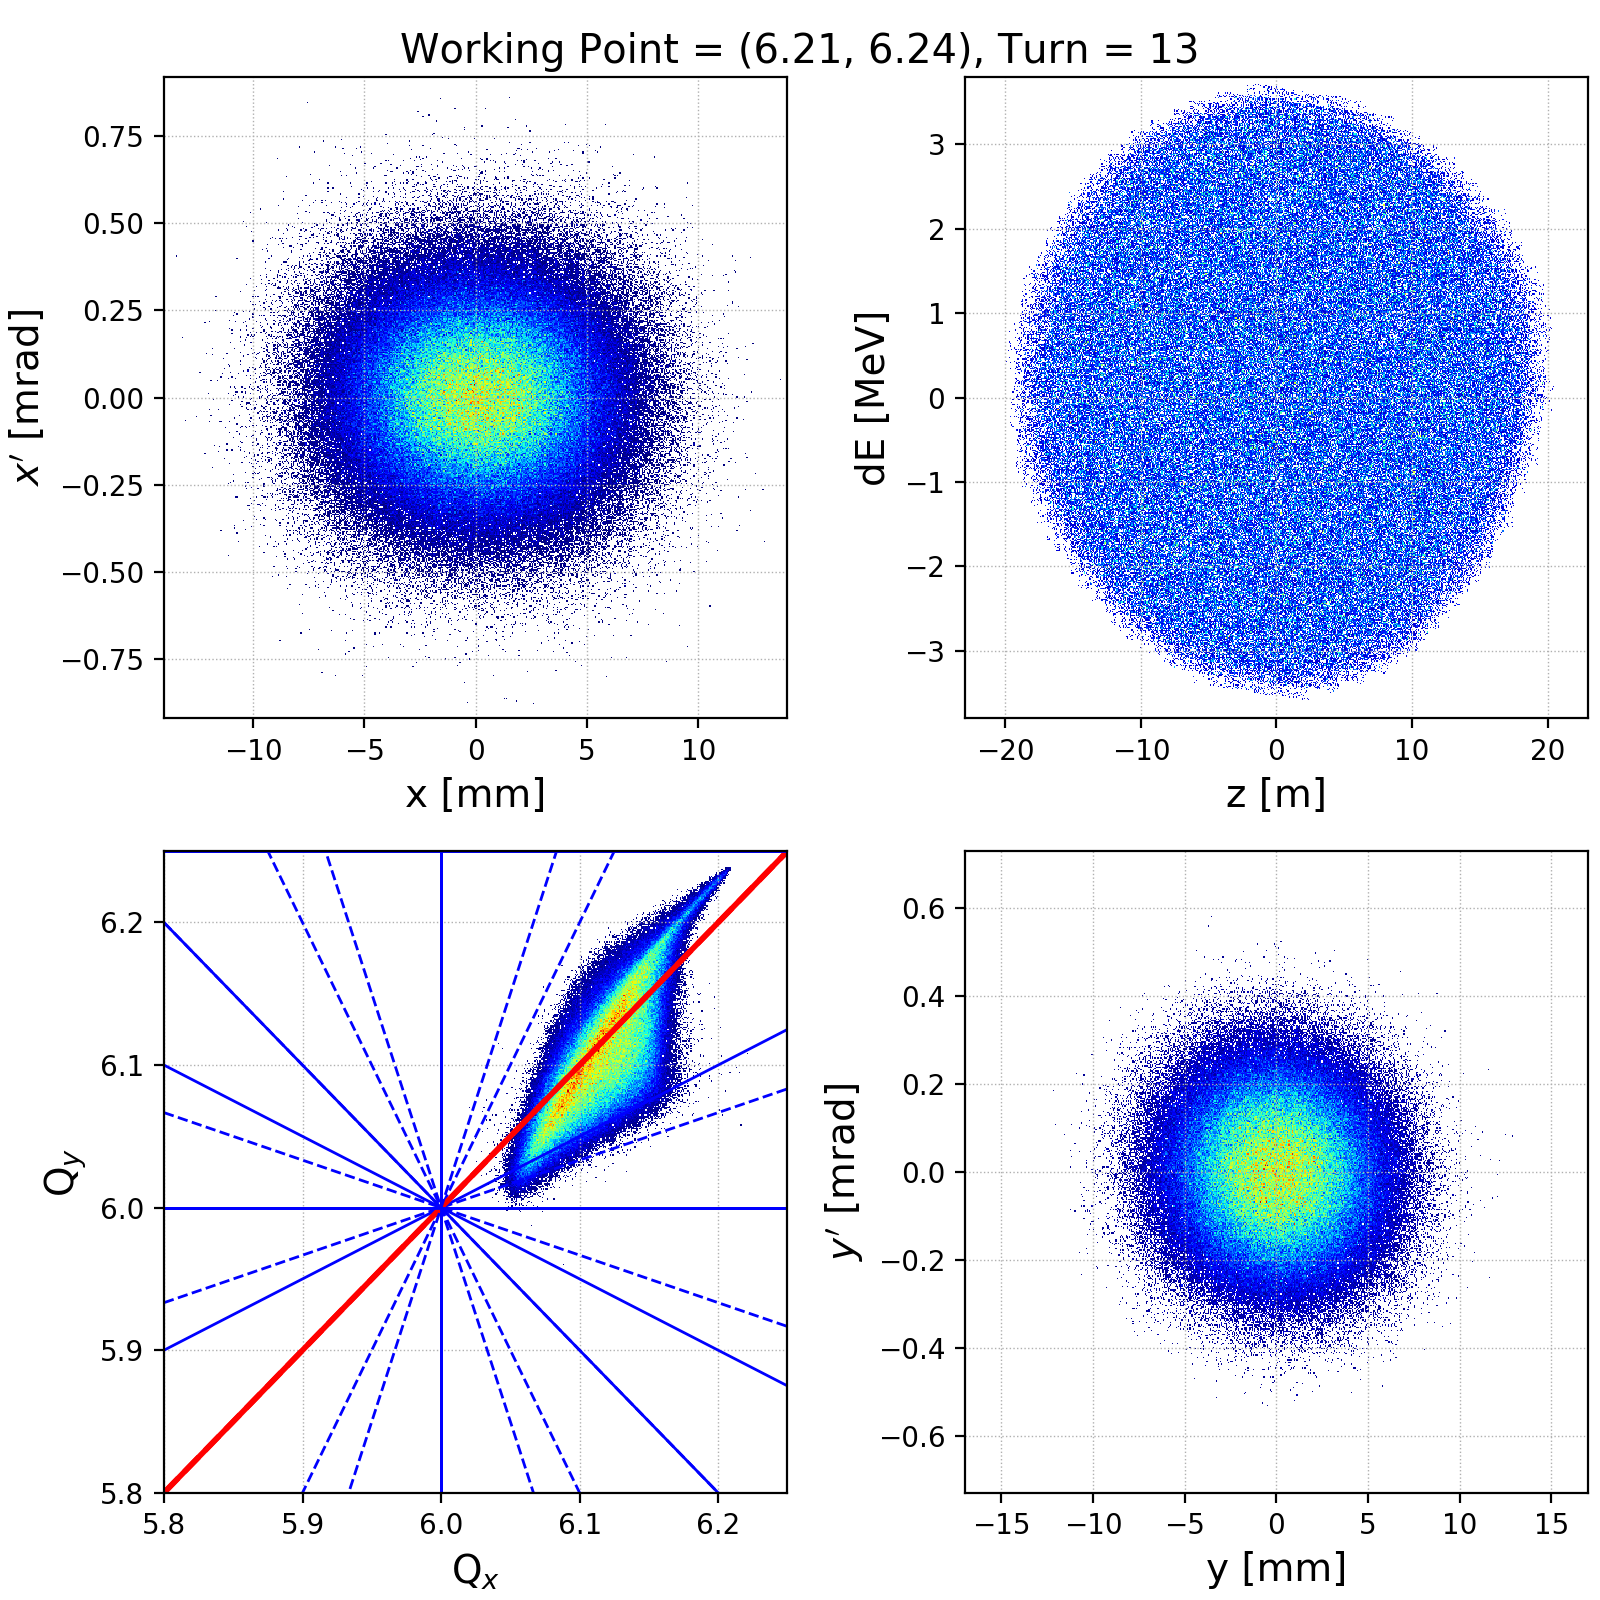 Working Point = (6.21, 6.24), Turn = 13
0.75
0.50
0.25
0.00
−0.25
−0.50
−0.75
x′ [mrad]
−10 −5 0 5 10
x [mm]
3
2
1
0
−1
−2
−3
dE [MeV]
−20 −10 0 10 20
z [m]
6.2
6.1
6.0
5.9
5.8
Qy
5.8 5.9 6.0 6.1 6.2
Qx
0.6
0.4
0.2
0.0
−0.2
−0.4
−0.6
y′ [mrad]
−15 −10 −5 0 5 10 15
y [mm]